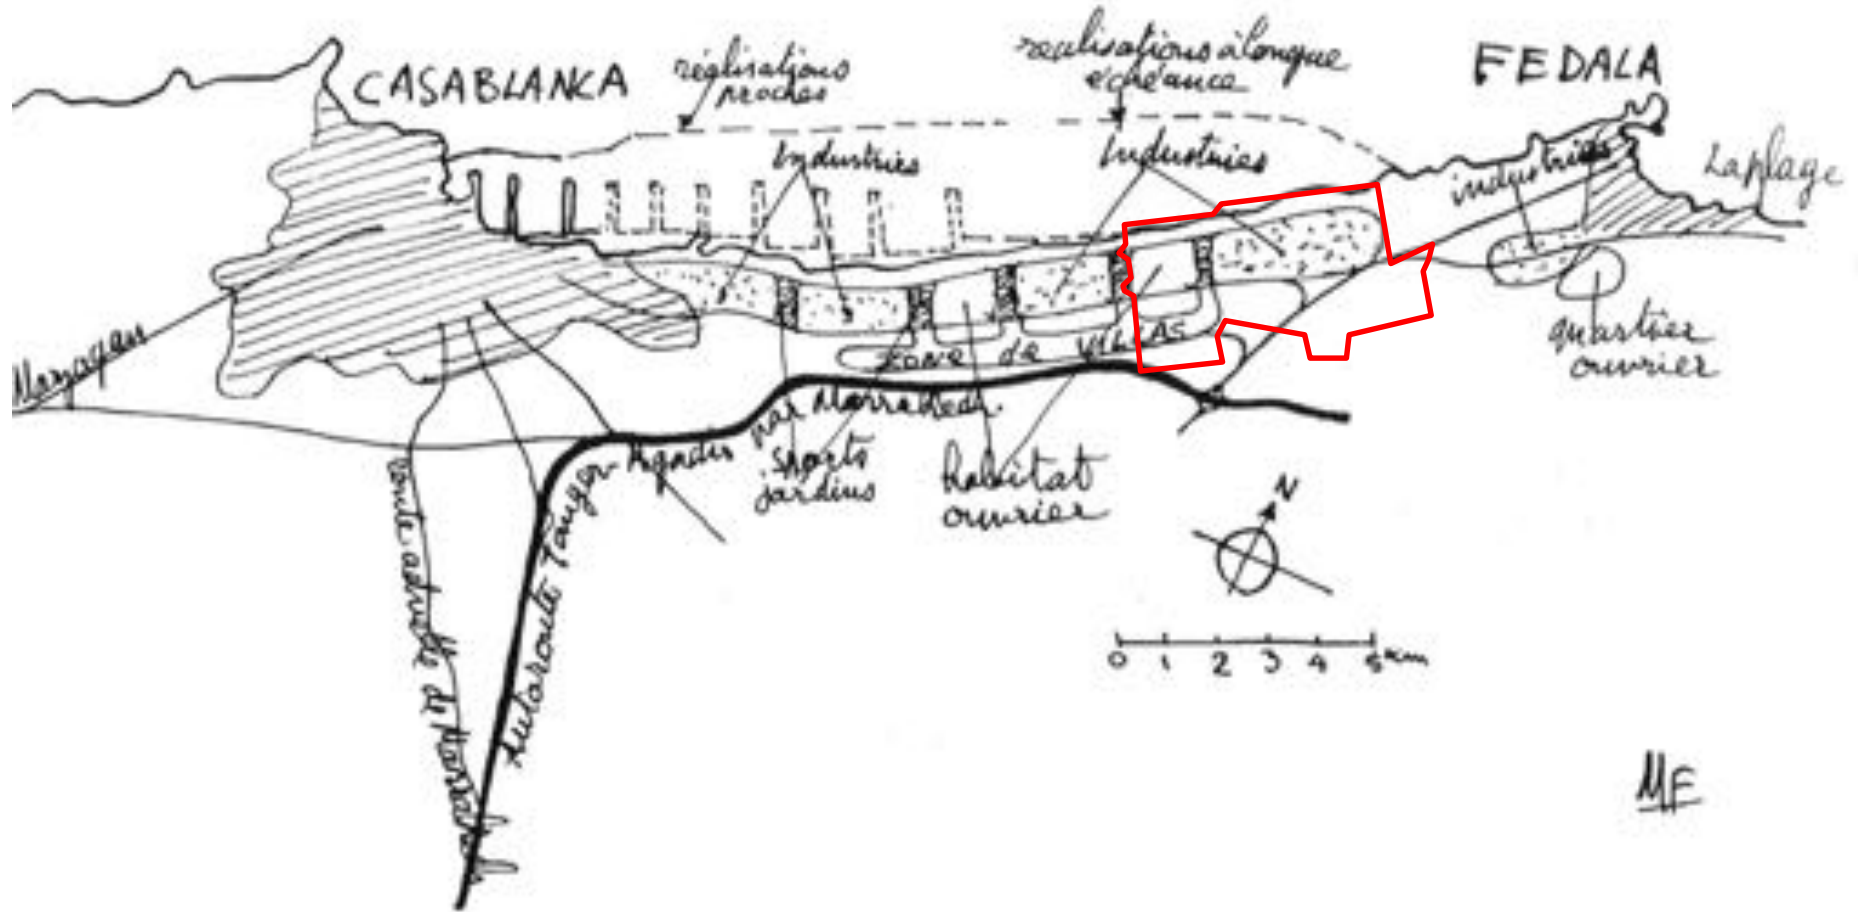 CASABLANCA
réalisations
proches
réalisations à longue
échéance
FEDALA
Industries
Industries
industries
La plage
Mazagan
ZONE de VILLAS
quartier
ouvrier
Autoroute Tanger-Agadir par Marrakech.
sports
jardins
habitat
ouvrier
route actuelle de Marrakech
N
0 1 2 3 4 5 km
ME